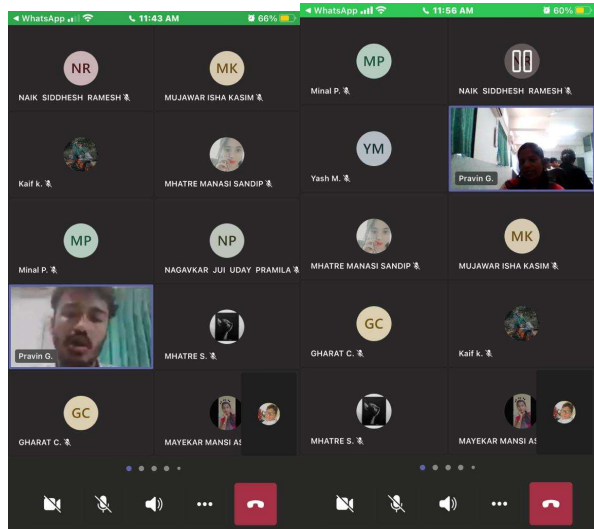 WhatsApp 11:43 AM 66%
NR MK
NAIK SIDDHESH RAMESH MUJAWAR ISHA KASIM
Kaif k. MHATRE MANASI SANDIP
MP NP
Minal P. NAGAVKAR JUI UDAY PRAMILA
Pravin G. MHATRE S.
GC
GHARAT C. MAYEKAR MANSI AS
WhatsApp 11:56 AM 60%
MP
Minal P. NAIK SIDDHESH RAMESH
YM
Yash M. Pravin G.
MK
MHATRE MANASI SANDIP MUJAWAR ISHA KASIM
GC
GHARAT C. Kaif k.
MHATRE S. MAYEKAR MANSI AS